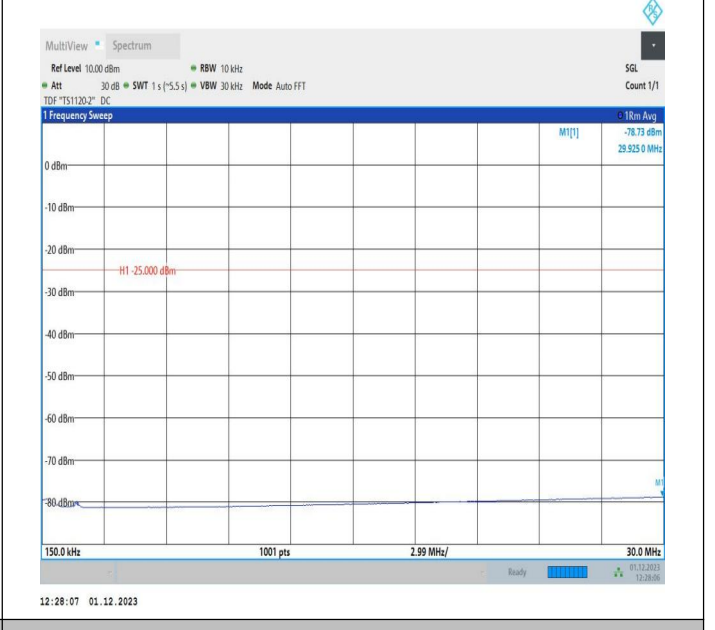 MultiView Spectrum
Ref Level 10.00 dBm RBW 10 kHz SGL
Att 30 dB SWT 1 s (~5.5 s) VBW 30 kHz Mode Auto FFT Count 1/1
TDF "TS1120-2" DC
1 Frequency Sweep 1Rm Avg
M1[1] -78.73 dBm
29.925 0 MHz
0 dBm
-10 dBm
-20 dBm
H1 -25.000 dBm
-30 dBm
-40 dBm
-50 dBm
-60 dBm
-70 dBm
M1
-80 dBm
150.0 kHz 1001 pts 2.99 MHz/ 30.0 MHz
Ready 01.12.2023
12:28:06
12:28:07 01.12.2023